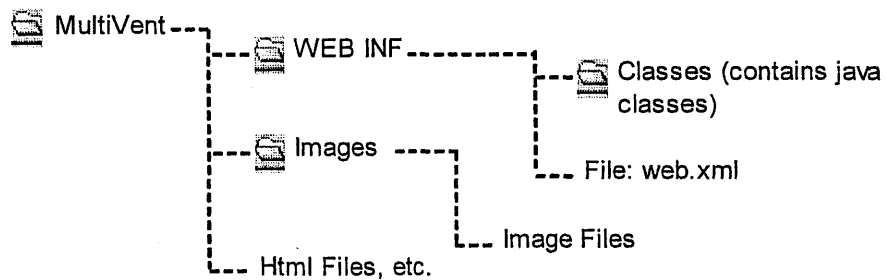 MultiVent
WEB INF
Classes (contains java
classes)
Images
File: web.xml
Image Files
Html Files, etc.